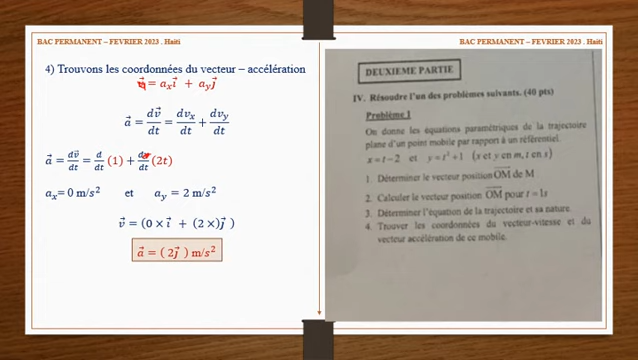 BAC PERMANENT – FEVRIER 2023 . Haiti
4) Trouvons les coordonnées du vecteur – accélération
= aₓi⃗ + a_yj⃗
a⃗ = dv⃗/dt = dvₓ/dt + dv_y/dt
a⃗ = dv⃗/dt = d/dt (1) + d/dt (2t)
aₓ= 0 m/s² et a_y = 2 m/s²
v⃗ = (0 × i⃗ + (2 ×)j⃗ )
a⃗ = ( 2j⃗ ) m/s²
BAC PERMANENT – FEVRIER 2023 . Haiti
DEUXIEME PARTIE
IV. Résoudre l'un des problèmes suivants. (40 pts)
Problème 1
On donne les équations paramétriques de la trajectoire
plane d'un point mobile par rapport à un référentiel.
x = t – 2 et y = t² + 1 (x et y en m, t en s)
1. Déterminer le vecteur position OM de M
2. Calculer le vecteur position OM pour t = 1s
3. Déterminer l'équation de la trajectoire et sa nature.
4. Trouver les coordonnées du vecteur-vitesse et du
vecteur accélération de ce mobile.